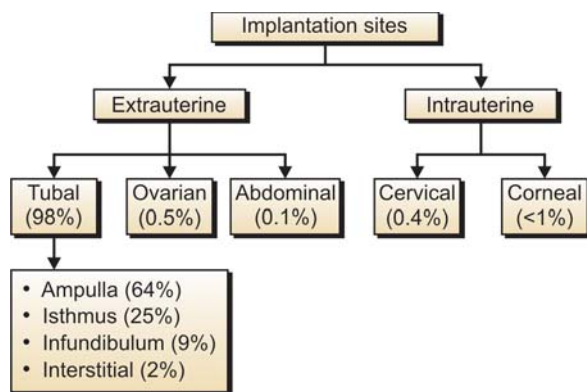 Implantation sites
Extrauterine
Intrauterine
Tubal
(98%)
Ovarian
(0.5%)
Abdominal
(0.1%)
Cervical
(0.4%)
Corneal
(<1%)
• Ampulla (64%)
• Isthmus (25%)
• Infundibulum (9%)
• Interstitial (2%)